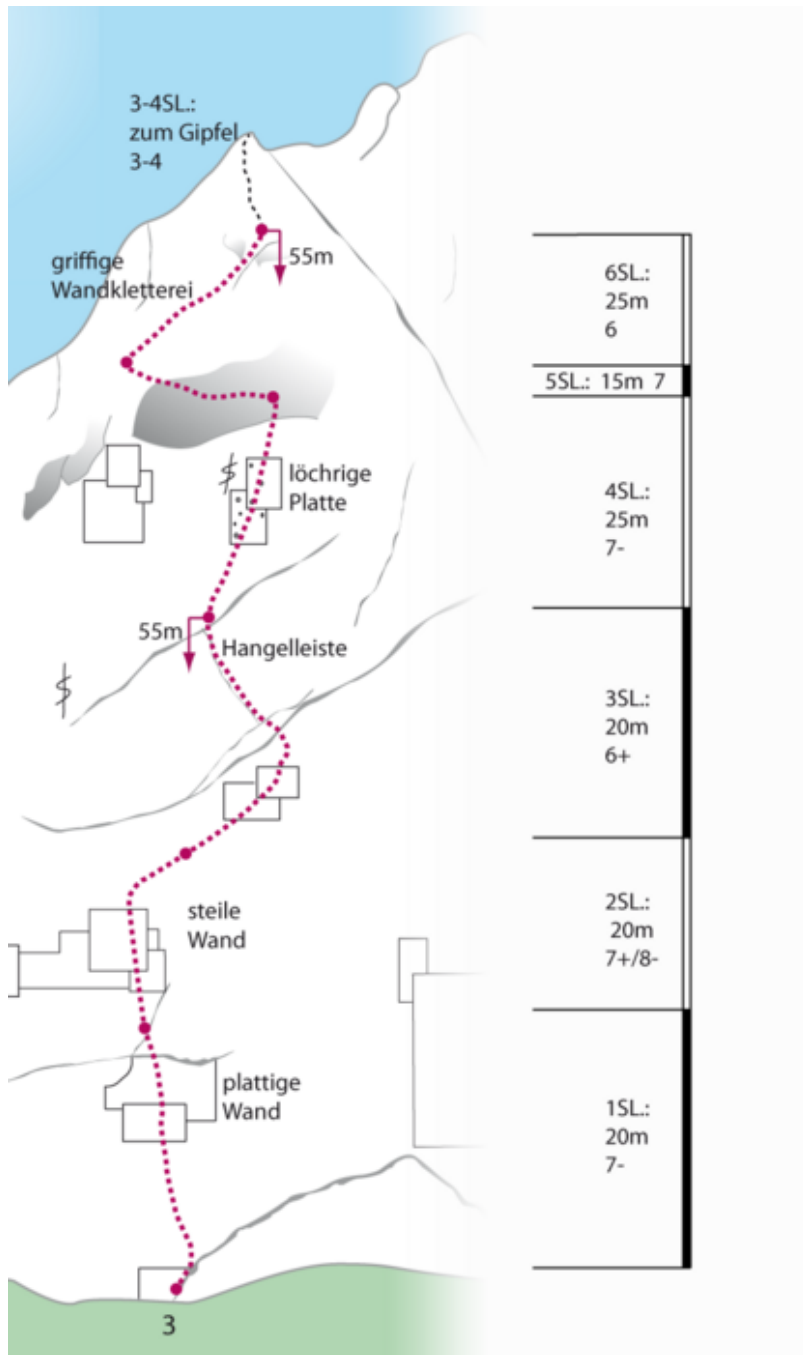 3-4SL.:
zum Gipfel
3-4
55m
griffige
Wandkletterei
löchrige
Platte
55m
Hangelleiste
steile
Wand
plattige
Wand
3
6SL.:
25m
6
5SL.: 15m 7
4SL.:
25m
7-
3SL.:
20m
6+
2SL.:
20m
7+/8-
1SL.:
20m
7-